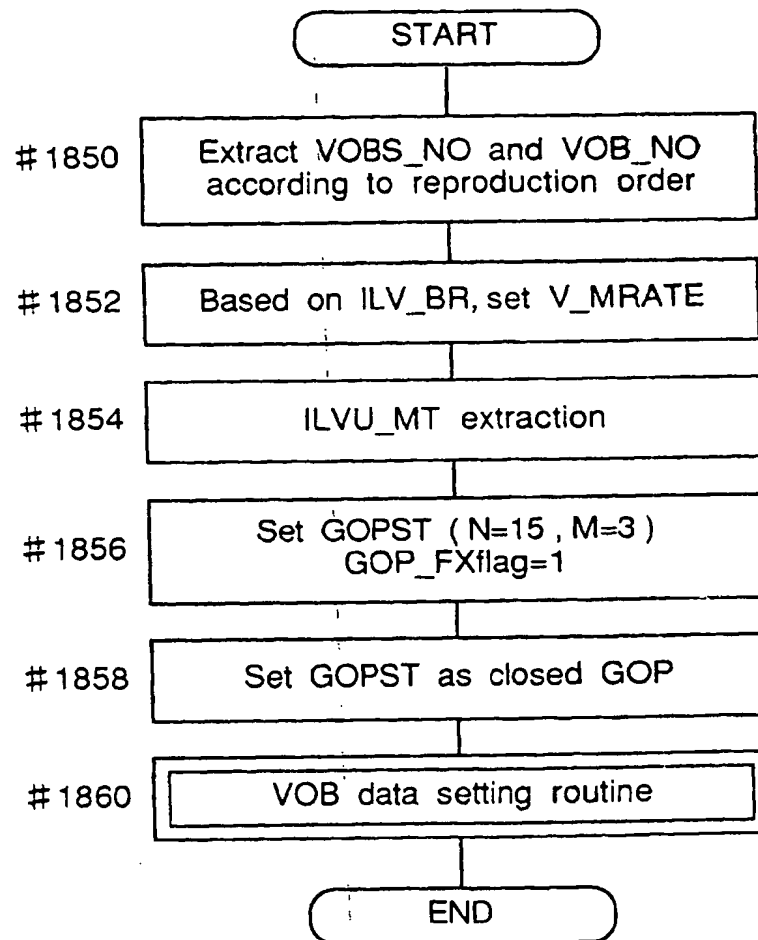 START
#1850
Extract VOBS_NO and VOB_NO
according to reproduction order
#1852
Based on ILV_BR, set V_MRATE
#1854
ILVU_MT extraction
#1856
Set GOPST ( N=15 , M=3 )
GOP_FXflag=1
#1858
Set GOPST as closed GOP
#1860
VOB data setting routine
END